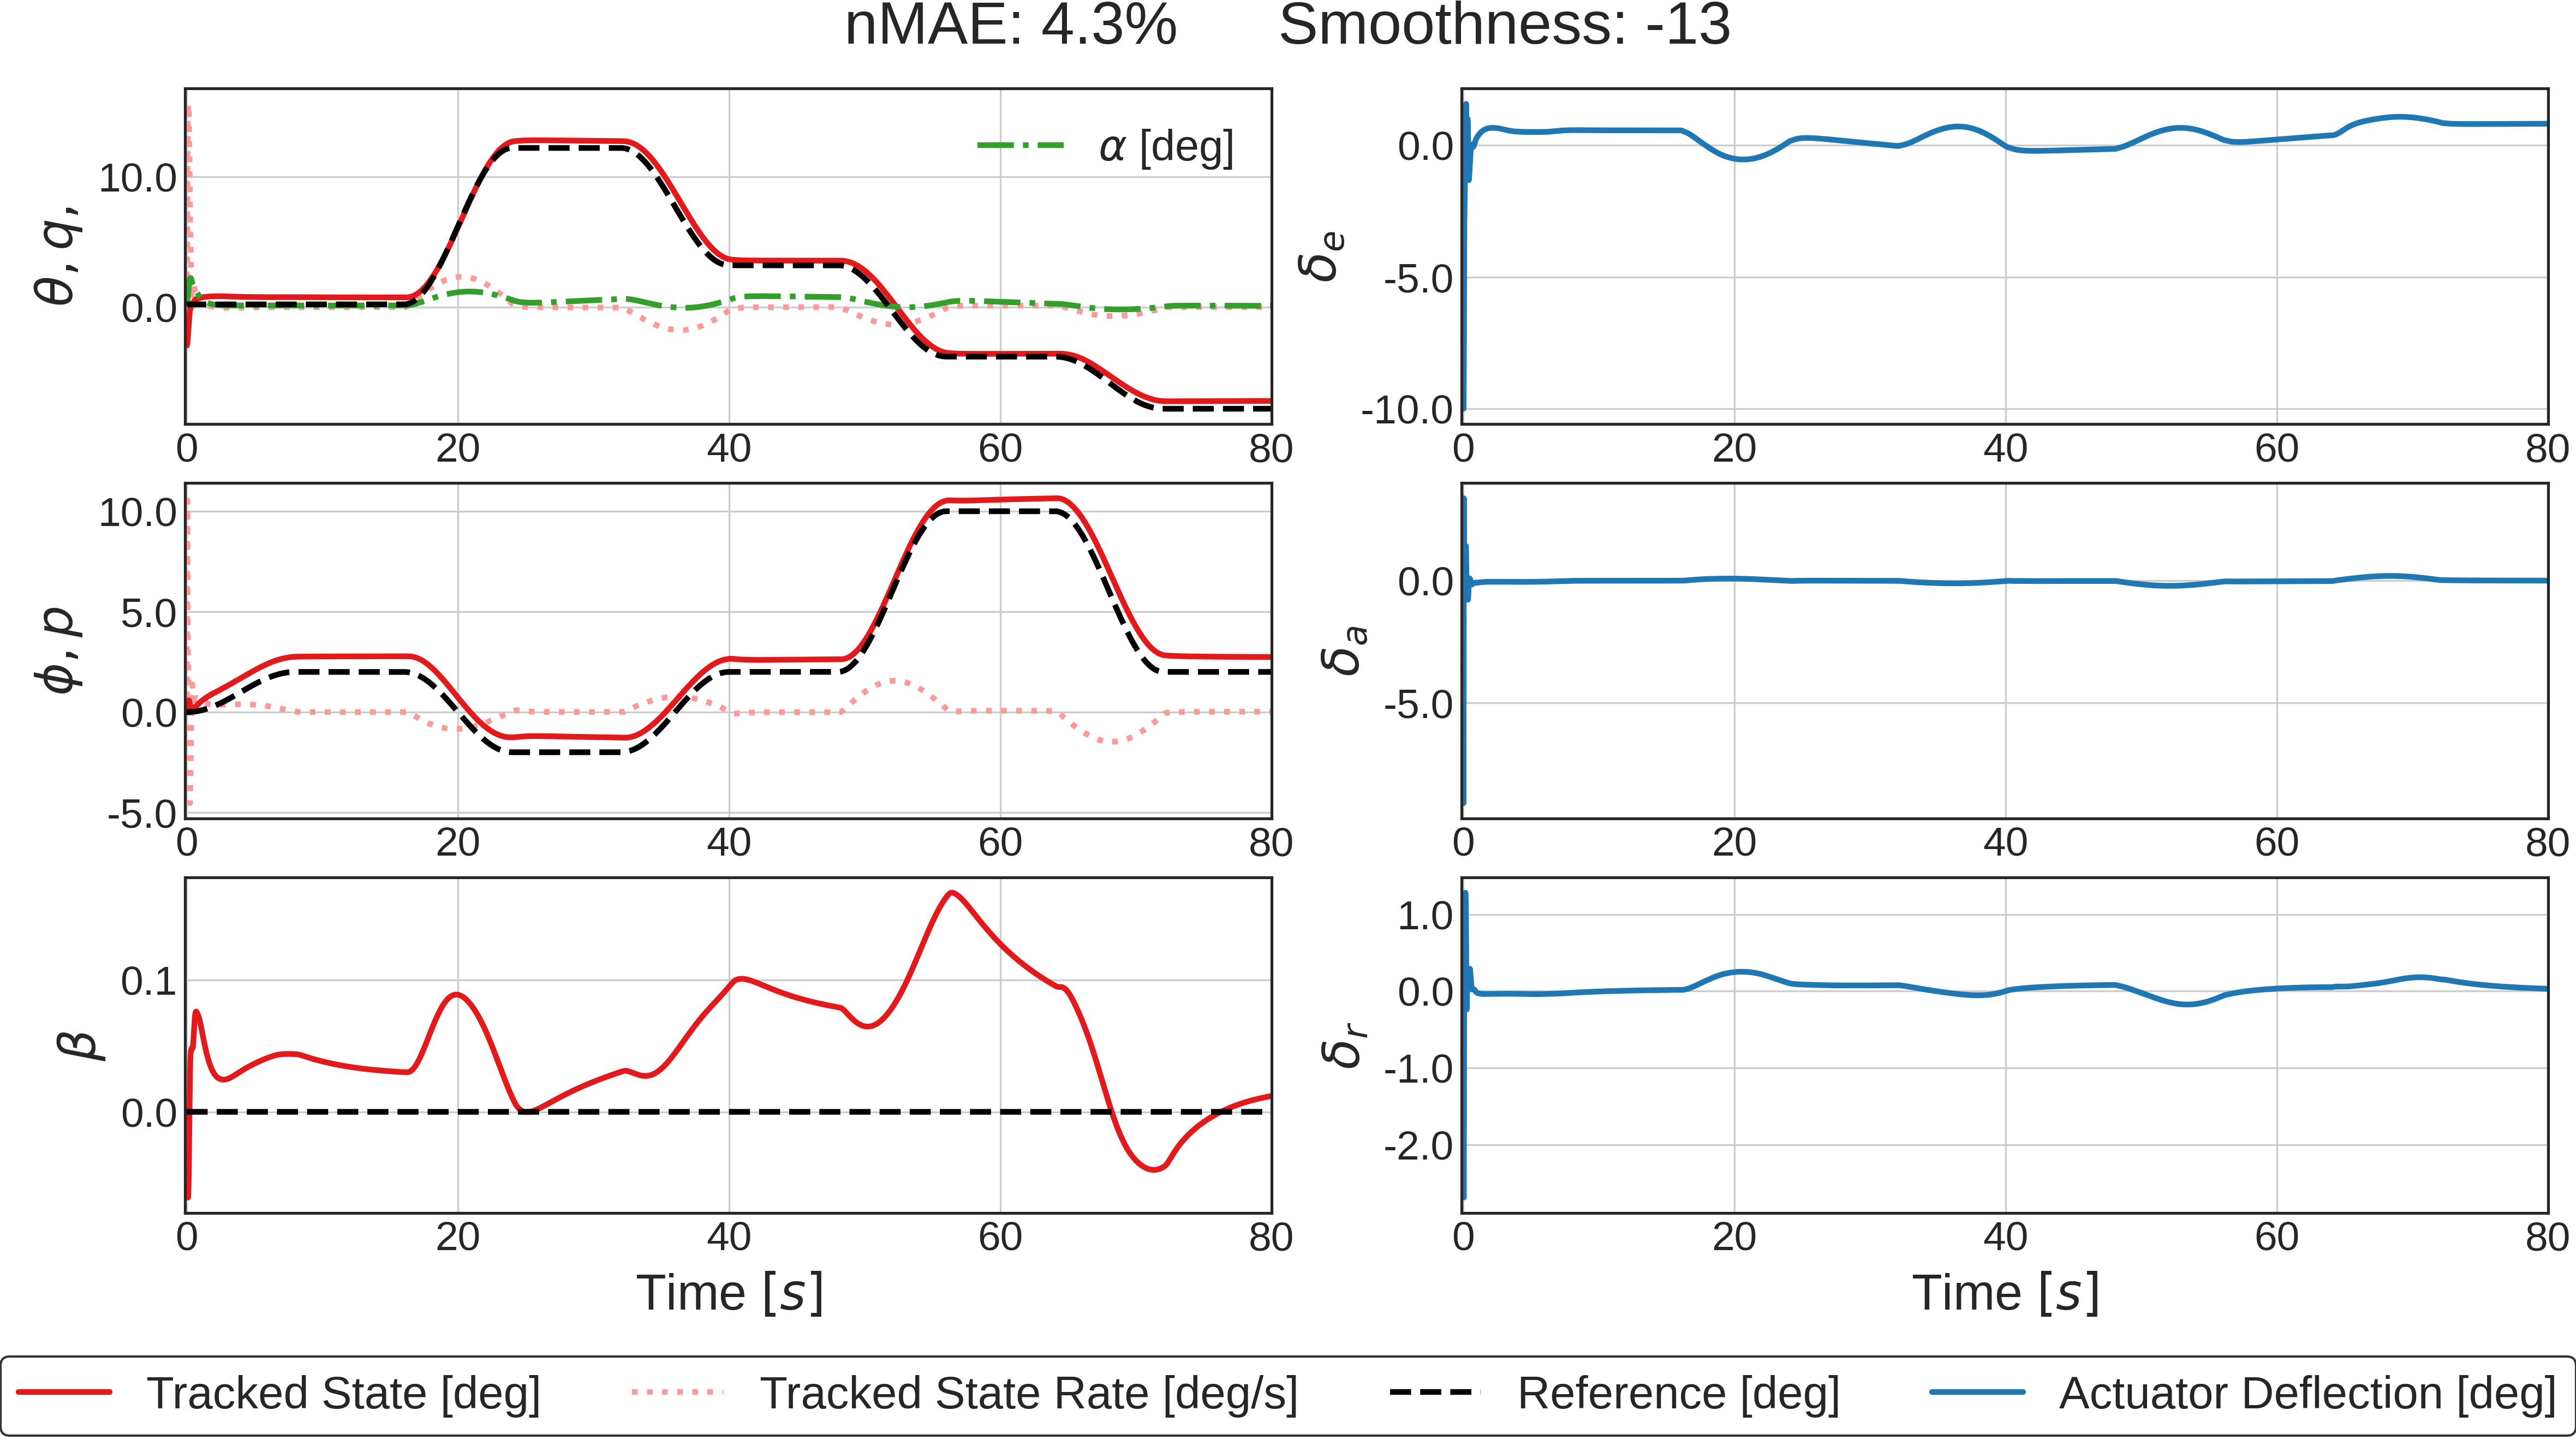 nMAE: 4.3% Smoothness: -13
θ, q,
10.0
0.0
α [deg]
0 20 40 60 80
δe
0.0
-5.0
-10.0
0 20 40 60 80
ϕ, p
10.0
5.0
0.0
-5.0
0 20 40 60 80
δa
0.0
-5.0
0 20 40 60 80
β
0.1
0.0
0 20 40 60 80
Time [s]
δr
1.0
0.0
-1.0
-2.0
0 20 40 60 80
Time [s]
Tracked State [deg] Tracked State Rate [deg/s] Reference [deg] Actuator Deflection [deg]